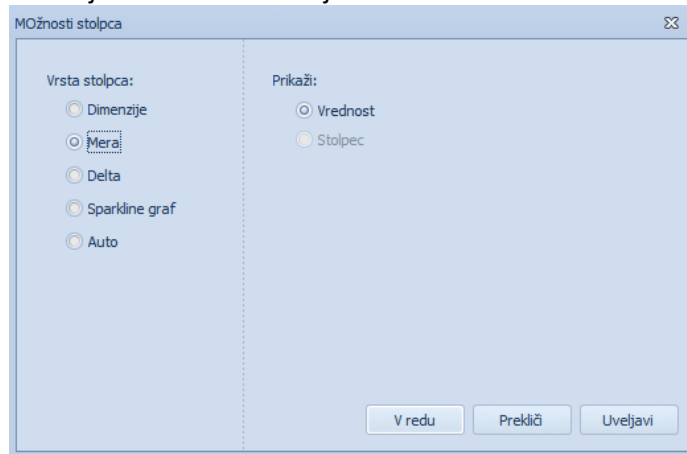 MOžnosti stolpca
Vrsta stolpca:
Dimenzije
Mera
Delta
Sparkline graf
Auto
Prikaži:
Vrednost
Stolpec
V redu
Prekliči
Uveljavi